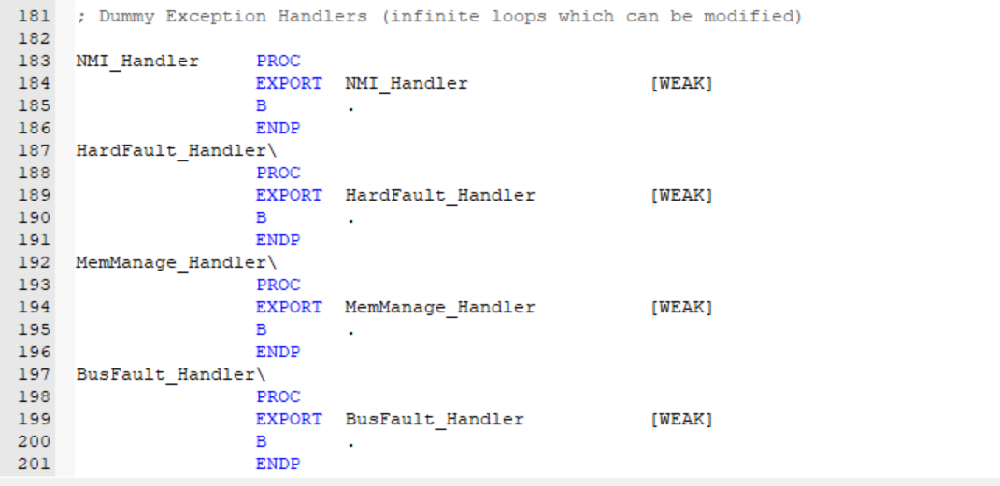 181 ; Dummy Exception Handlers (infinite loops which can be modified)
182
183 NMI_Handler PROC
184 EXPORT NMI_Handler [WEAK]
185 B .
186 ENDP
187 HardFault_Handler\
188 PROC
189 EXPORT HardFault_Handler [WEAK]
190 B .
191 ENDP
192 MemManage_Handler\
193 PROC
194 EXPORT MemManage_Handler [WEAK]
195 B .
196 ENDP
197 BusFault_Handler\
198 PROC
199 EXPORT BusFault_Handler [WEAK]
200 B .
201 ENDP